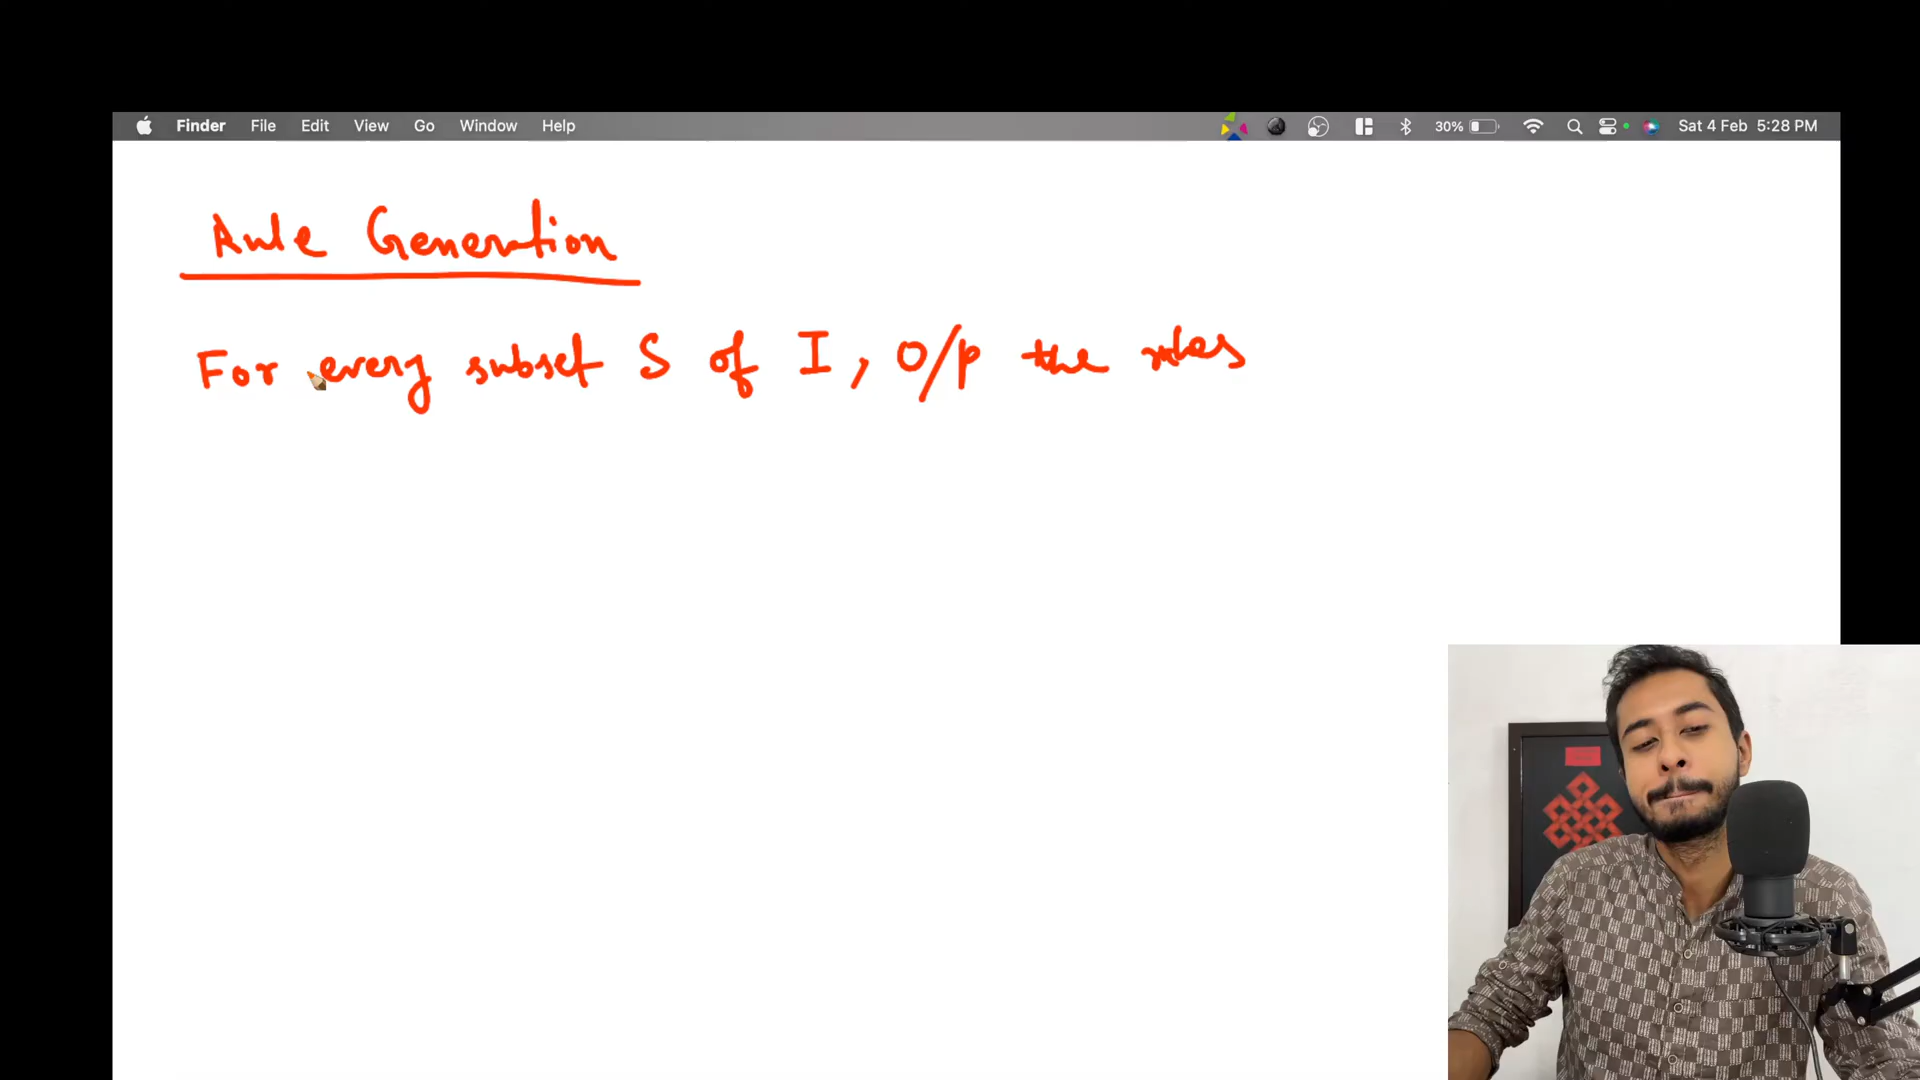 Finder File Edit View Go Window Help 30% Sat 4 Feb 5:28 PM
Rule Generation
For every subset S of I, O/p the rules